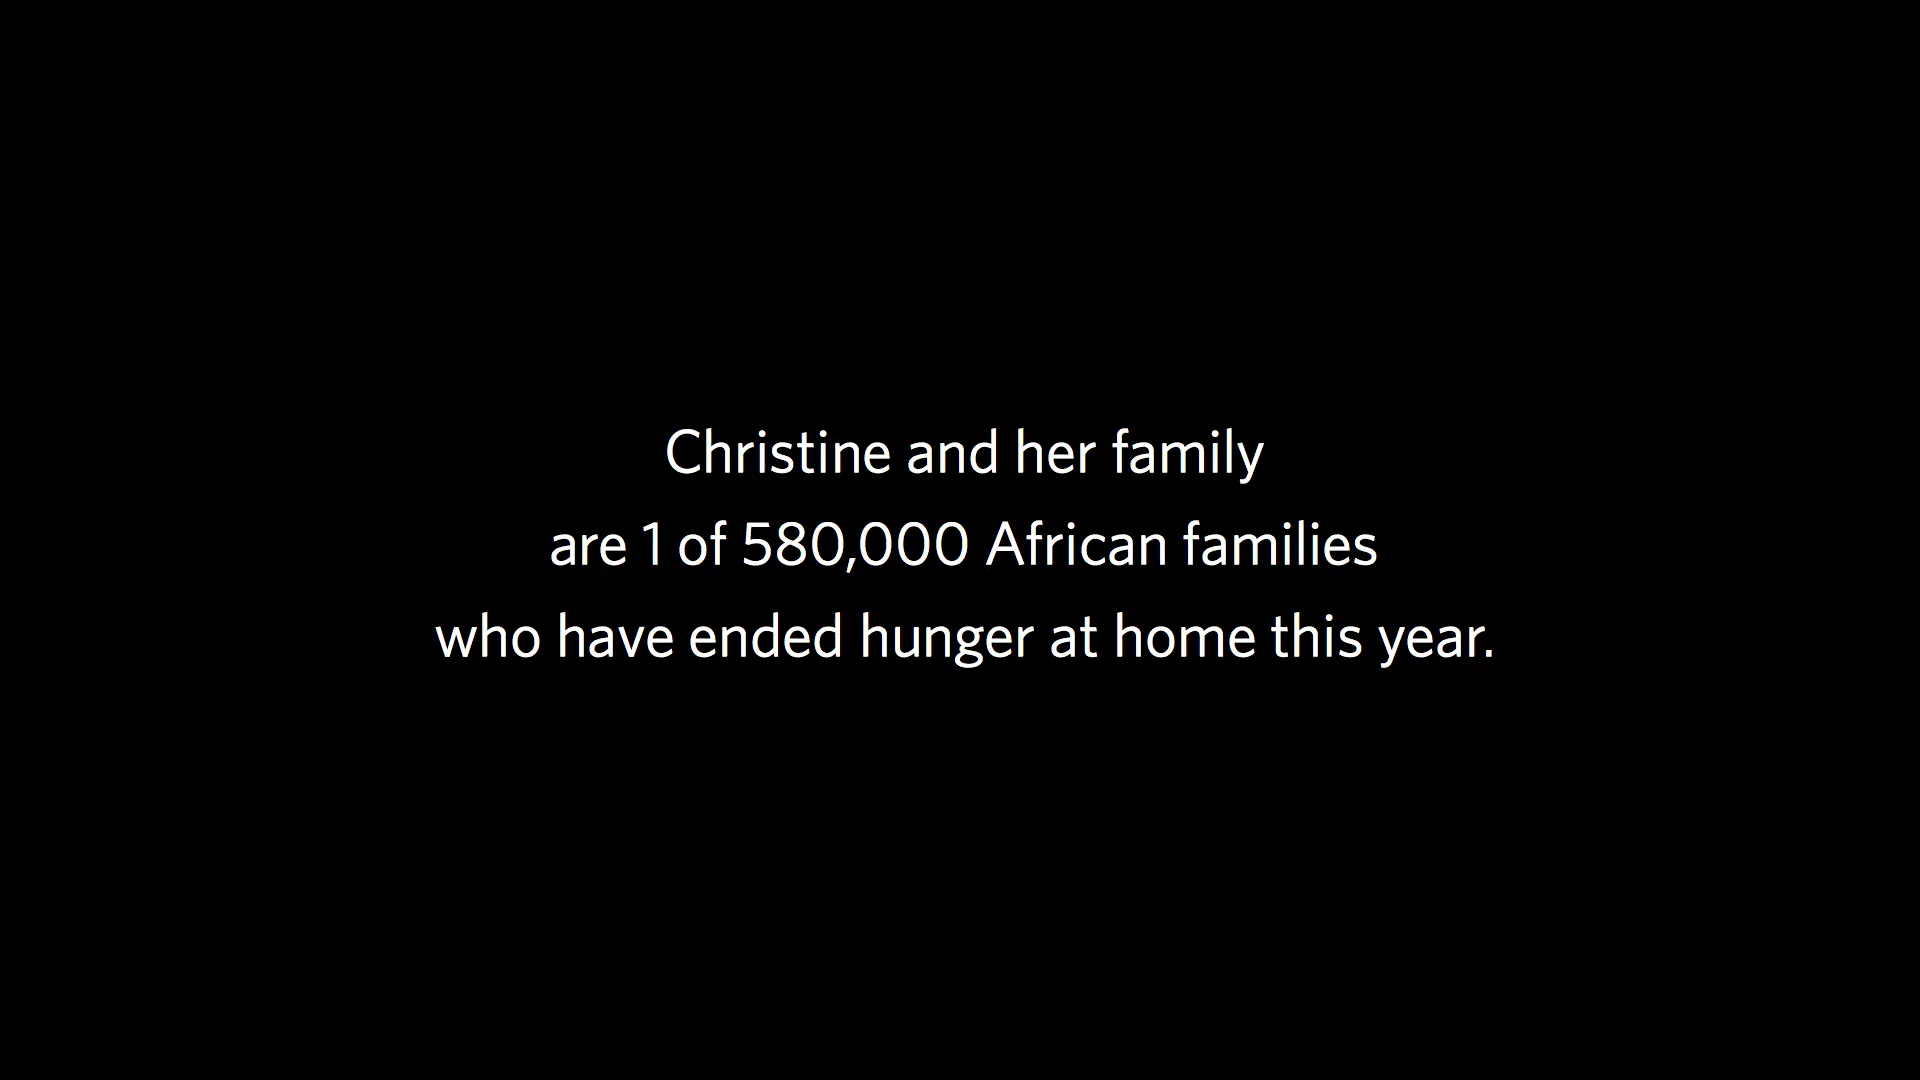 Christine and her family
are 1 of 580,000 African families
who have ended hunger at home this year.